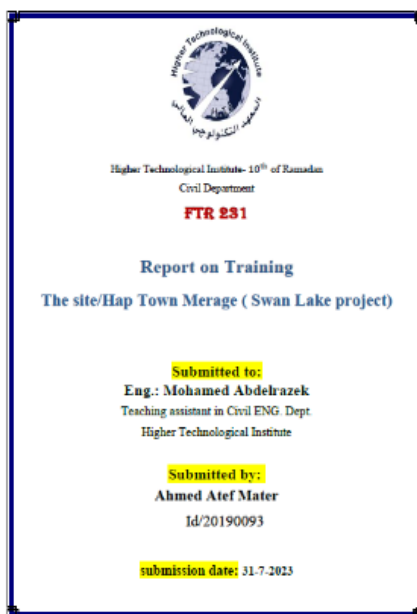 Higher Technological Institute
المعهد التكنولوجي العالي
Higher Technological Institute- 10th of Ramadan
Civil Department
FTR 231
Report on Training
The site/Hap Town Merage ( Swan Lake project)
Submitted to:
Eng.: Mohamed Abdelrazek
Teaching assistant in Civil ENG. Dept.
Higher Technological Institute
Submitted by:
Ahmed Atef Mater
Id/20190093
submission date: 31-7-2023